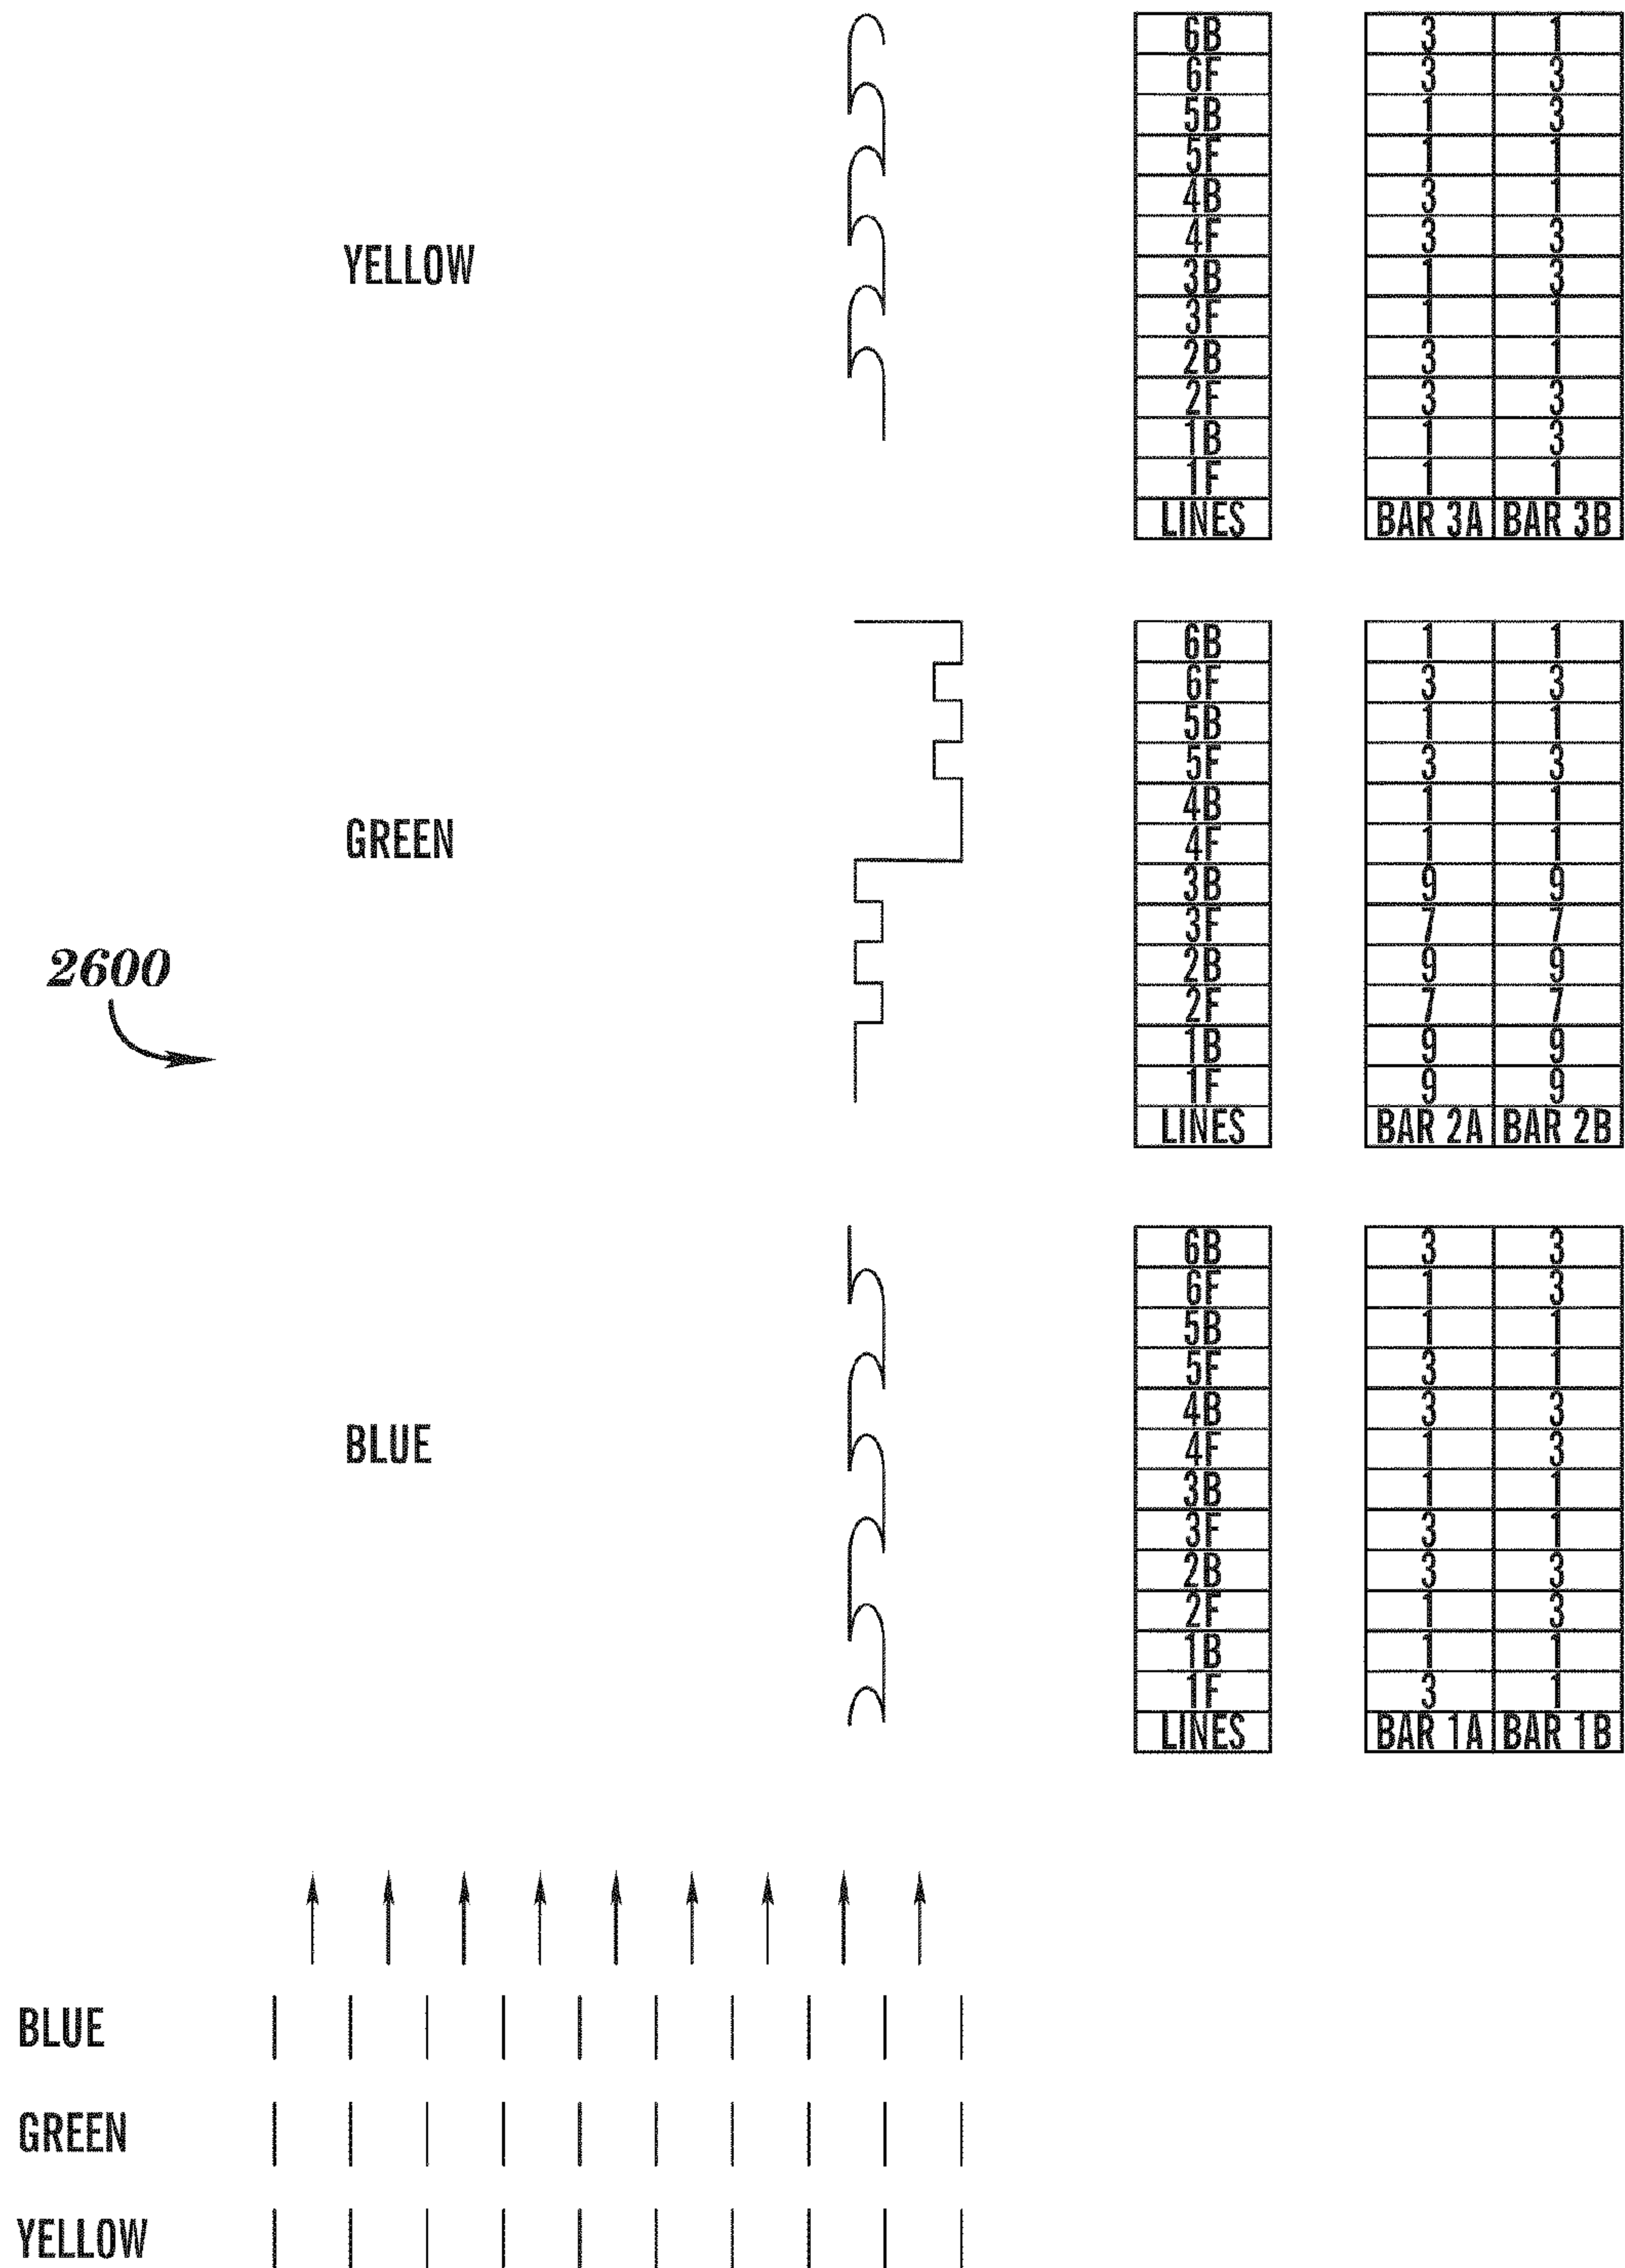 6B 3 1
6F 3 3
5B 1 3
5F 1 1
4B 3 1
4F 3 3
YELLOW
3B 1 3
3F 1 1
2B 3 1
2F 3 3
1B 1 3
1F 1 1
LINES BAR 3A BAR 3B
6B 1 1
6F 3 3
5B 1 1
5F 3 3
4B 1 1
GREEN
4F 1 1
3B 9 9
3F 7 7
2600
2B 9 9
2F 7 7
1B 9 9
1F 9 9
LINES BAR 2A BAR 2B
6B 3 3
6F 1 3
5B 1 1
5F 3 1
4B 3 3
BLUE
4F 1 3
3B 1 1
3F 3 1
2B 3 3
2F 1 3
1B 1 1
1F 3 1
LINES BAR 1A BAR 1B
BLUE
GREEN
YELLOW